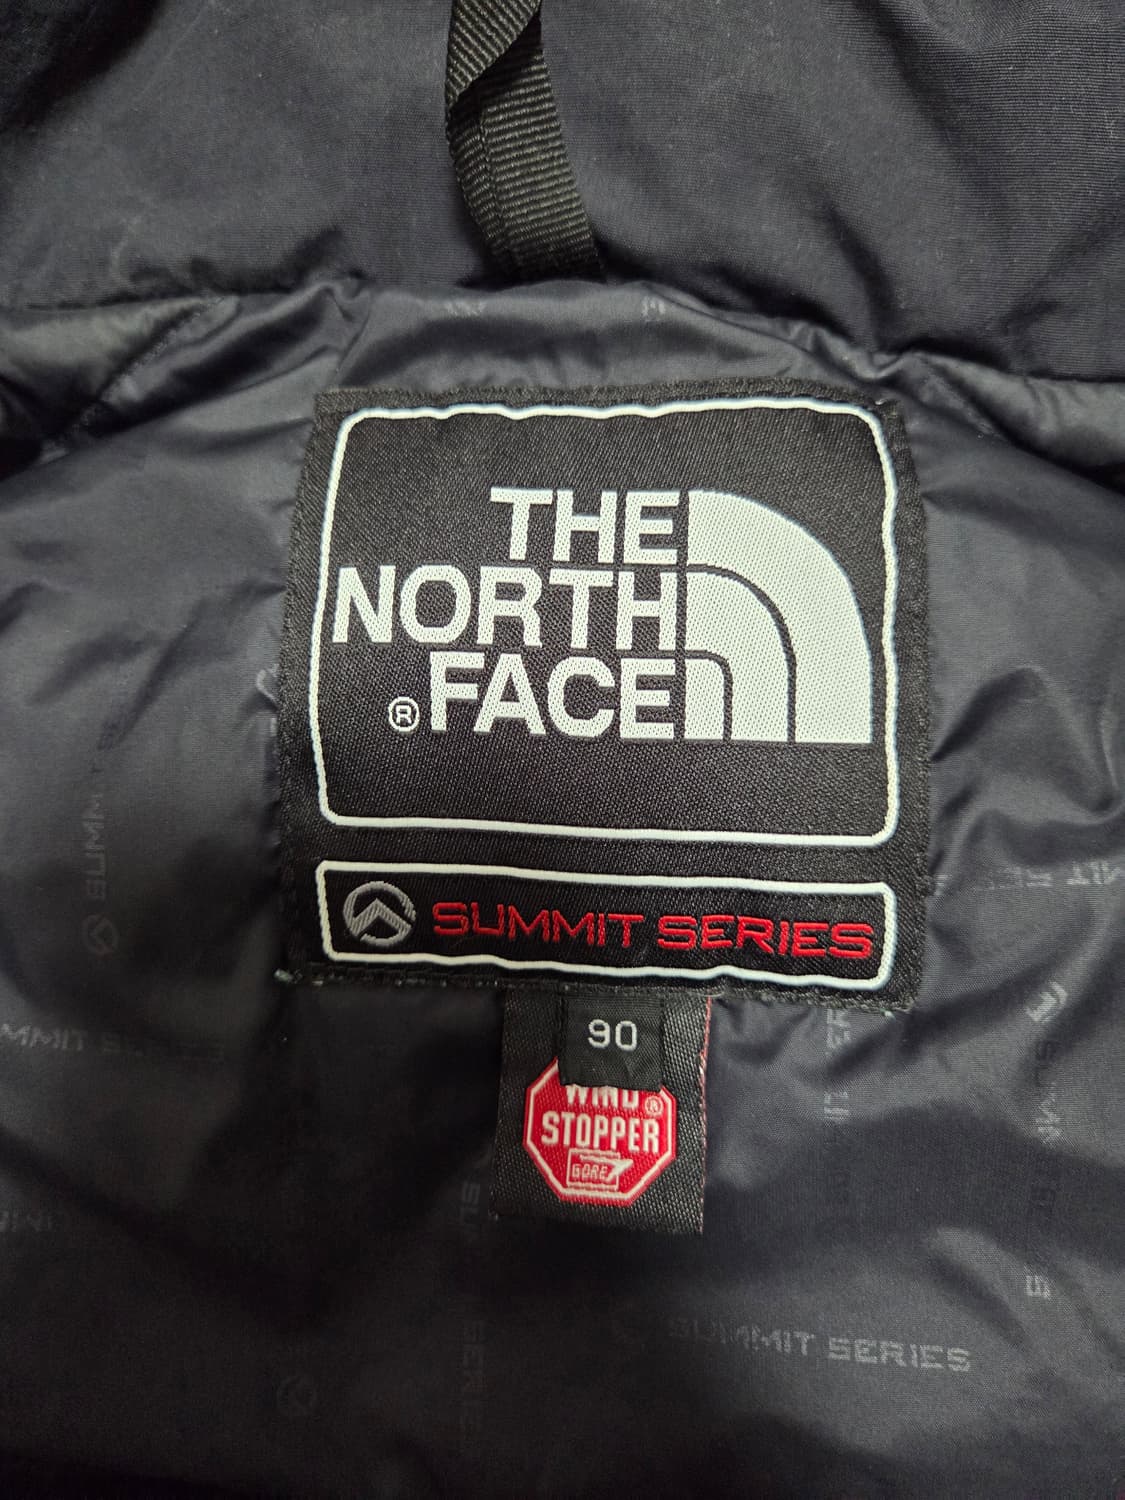 THE
NORTH
® FACE
SUMMIT SERIES
90
WIND ®
STOPPER
GORE
SUMMIT SERIES